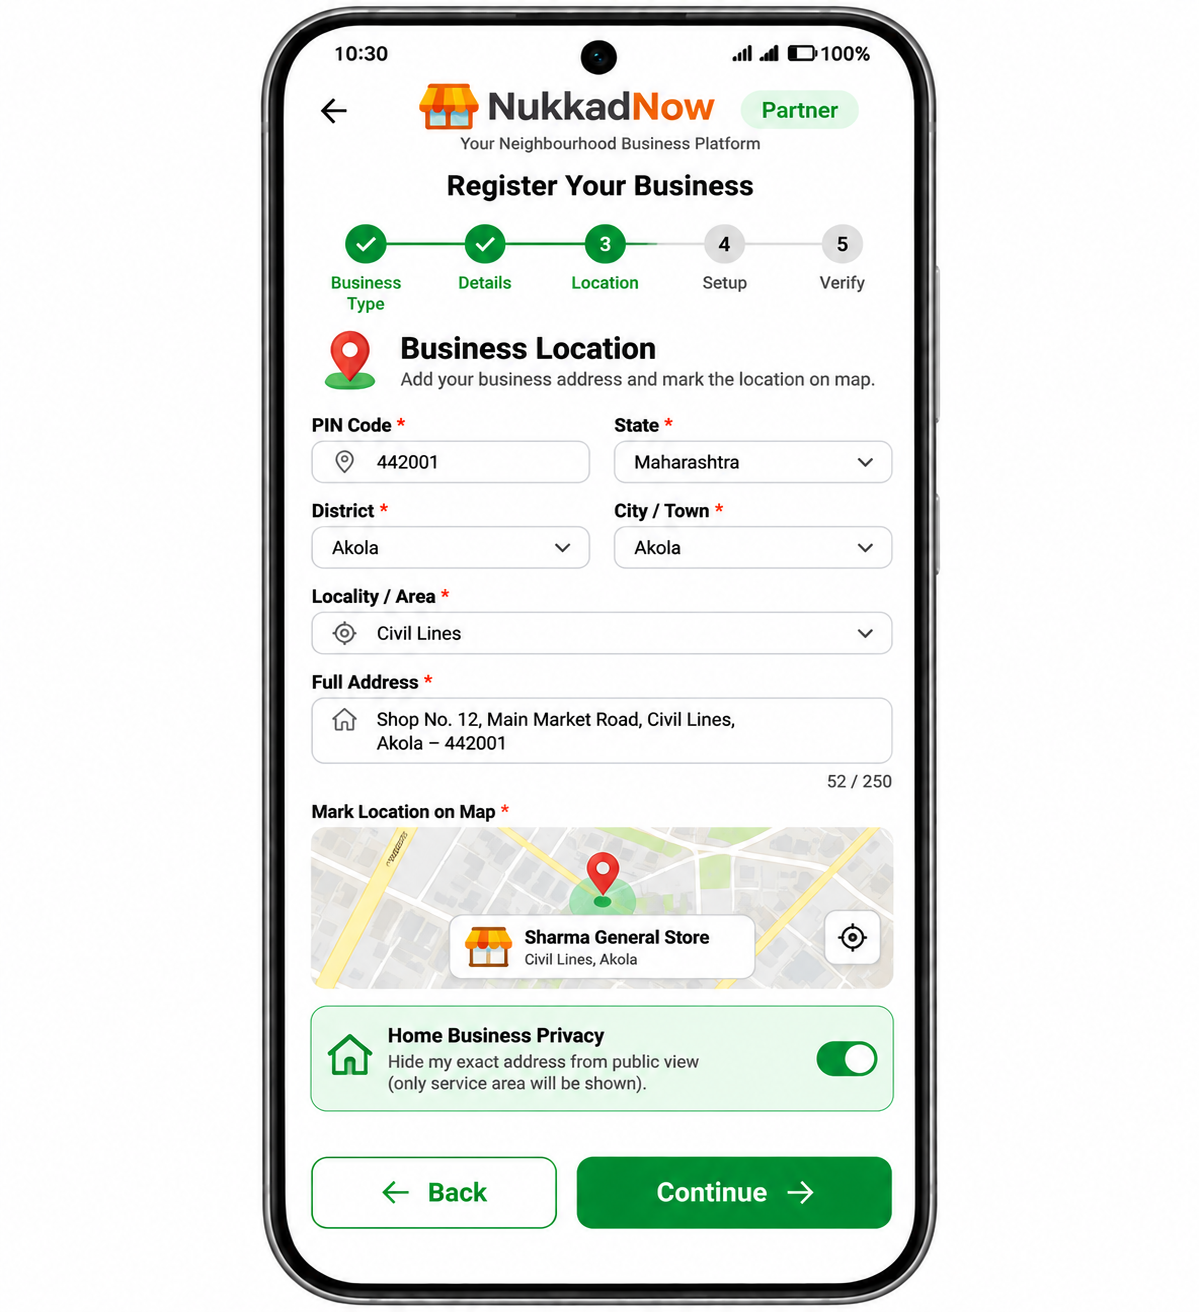 10:30
100%
NukkadNow
Partner
Your Neighbourhood Business Platform
Register Your Business
3
4
5
Business
Type
Details
Location
Setup
Verify
Business Location
Add your business address and mark the location on map.
PIN Code *
State *
442001
Maharashtra
District *
City / Town *
Akola
Akola
Locality / Area *
Civil Lines
Full Address *
Shop No. 12, Main Market Road, Civil Lines,
Akola – 442001
52 / 250
Mark Location on Map *
Sharma General Store
Civil Lines, Akola
Home Business Privacy
Hide my exact address from public view
(only service area will be shown).
Back
Continue